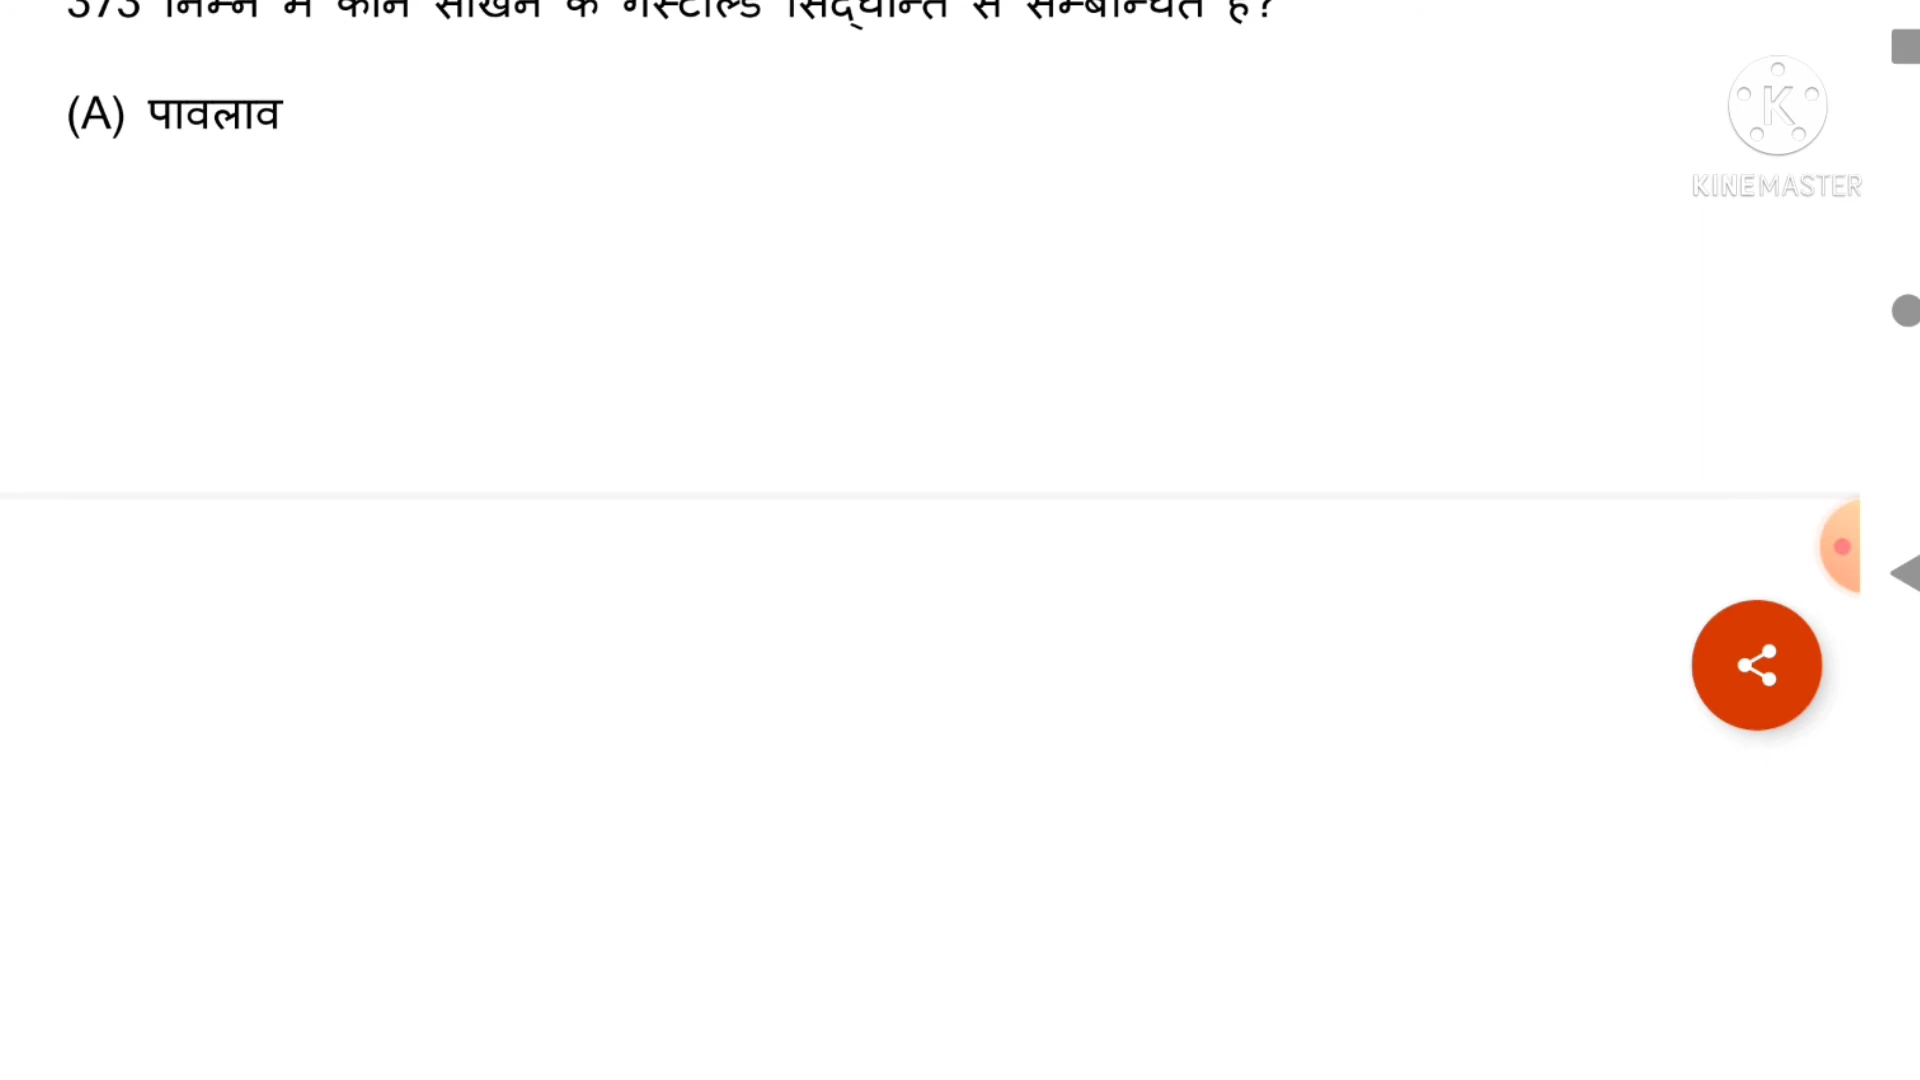 373 निम्न में कौन सीखने के गेस्टाल्ड सिद्धान्त से सम्बन्धित है?
(A) पावलाव
K
KINEMASTER